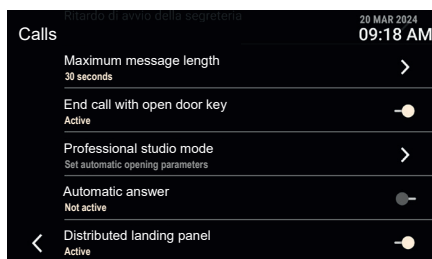 Ritardo di avvio della segreteria
20 MAR 2024
Calls
09:18 AM
Maximum message length
30 seconds
End call with open door key
Active
Professional studio mode
Set automatic opening parameters
Automatic answer
Not active
Distributed landing panel
Active